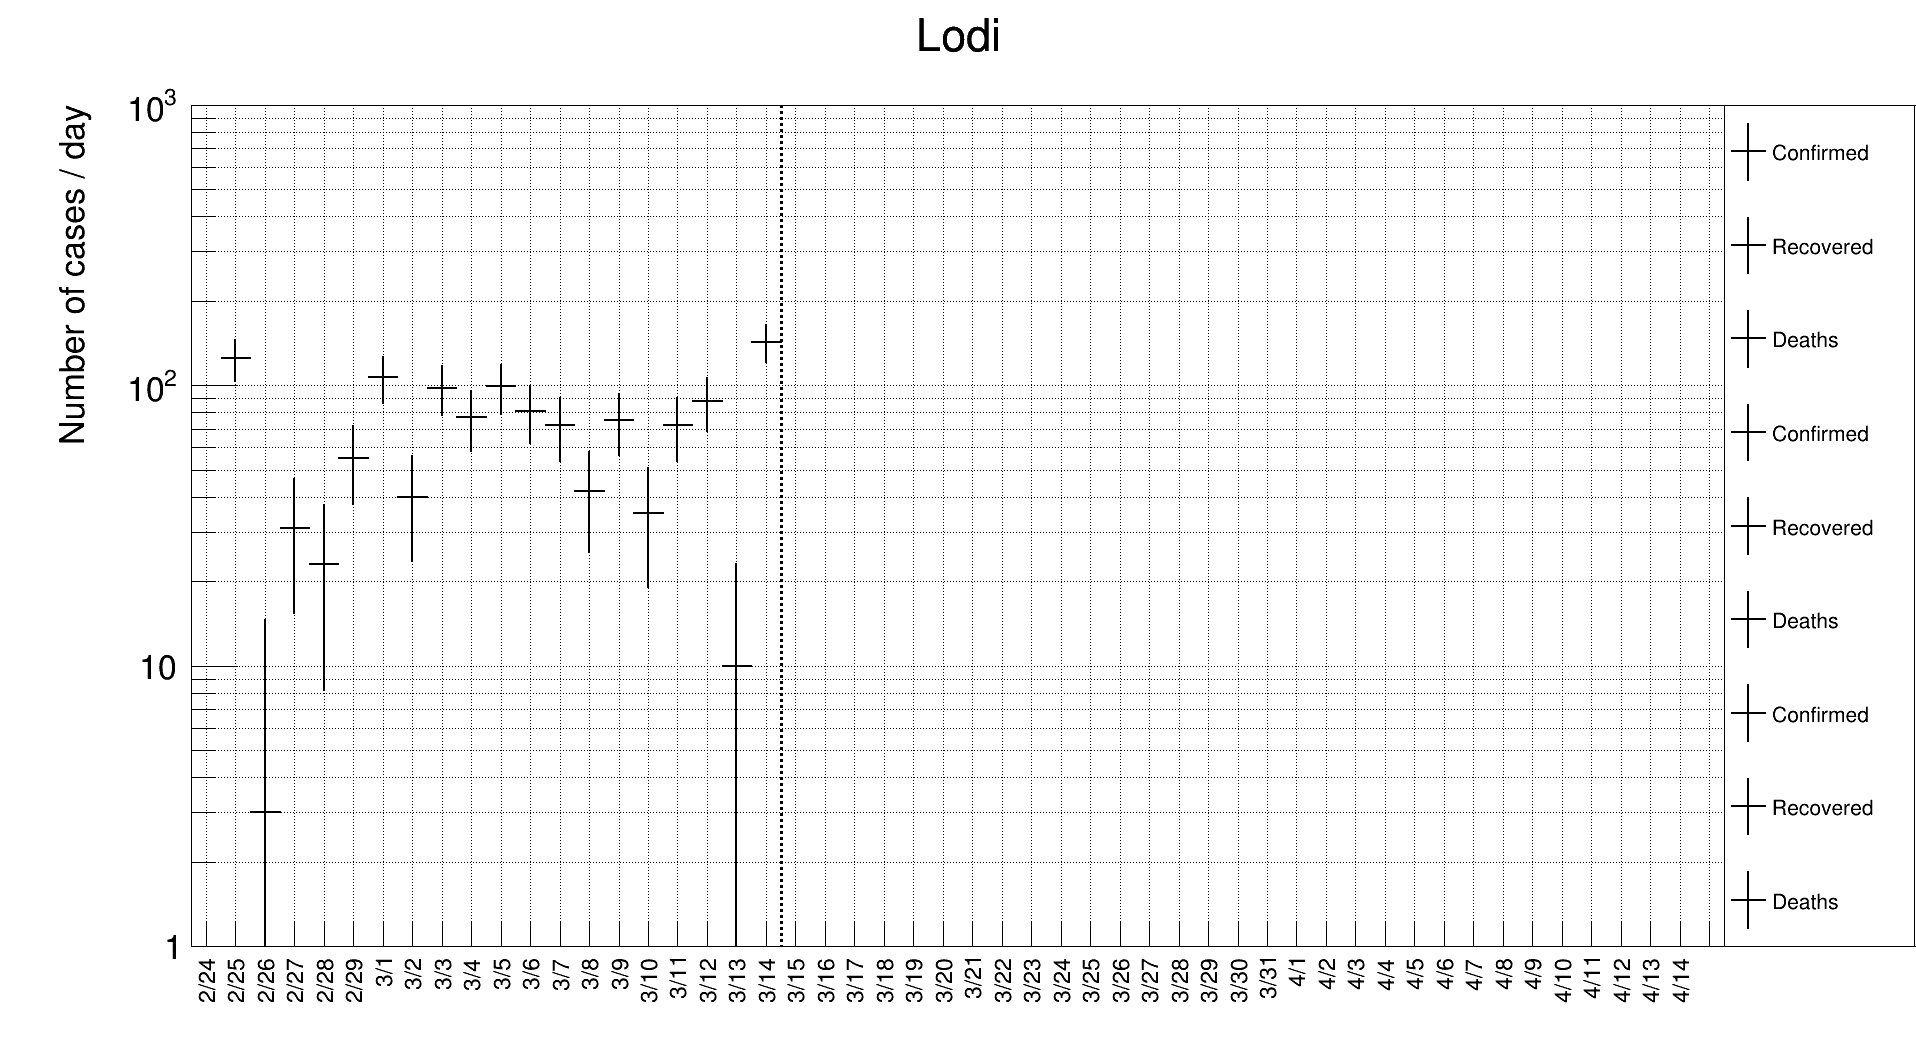 Lodi
Number of cases / day
10³
10²
10
1
2/24 2/25 2/26 2/27 2/28 2/29 3/1 3/2 3/3 3/4 3/5 3/6 3/7 3/8 3/9 3/10 3/11 3/12 3/13 3/14 3/15 3/16 3/17 3/18 3/19 3/20 3/21 3/22 3/23 3/24 3/25 3/26 3/27 3/28 3/29 3/30 3/31 4/1 4/2 4/3 4/4 4/5 4/6 4/7 4/8 4/9 4/10 4/11 4/12 4/13 4/14
Confirmed
Recovered
Deaths
Confirmed
Recovered
Deaths
Confirmed
Recovered
Deaths